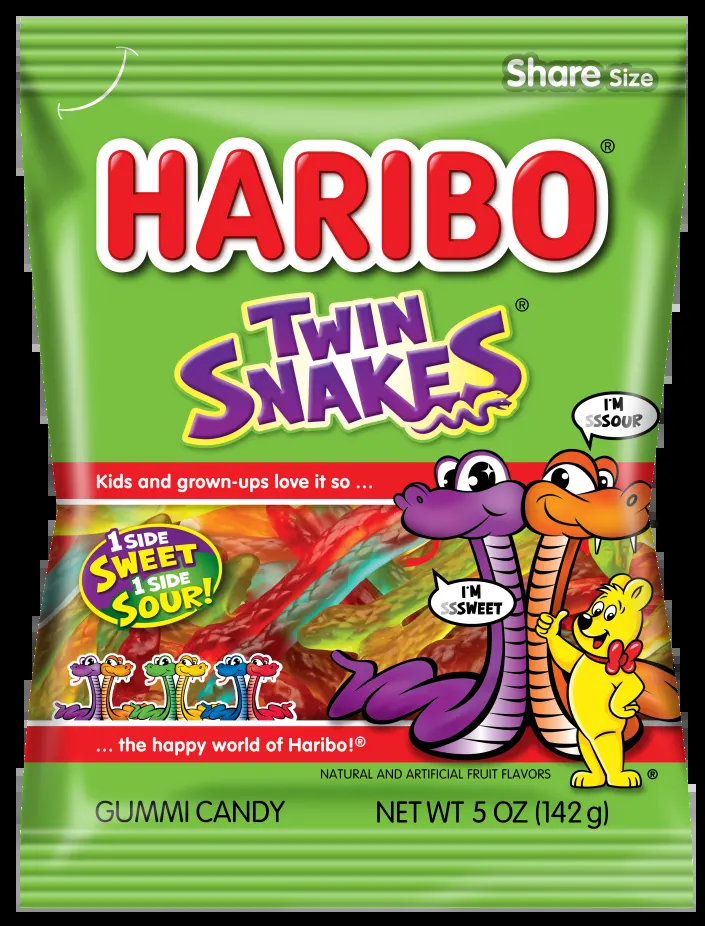 Share Size
HARIBO®
TWIN
SNAKES®
I'M
SSSOUR
Kids and grown-ups love it so ...
1 SIDE
SWEET
1 SIDE
SOUR!
I'M
SSSWEET
... the happy world of Haribo!®
NATURAL AND ARTIFICIAL FRUIT FLAVORS
®
GUMMI CANDY
NET WT 5 OZ (142 g)